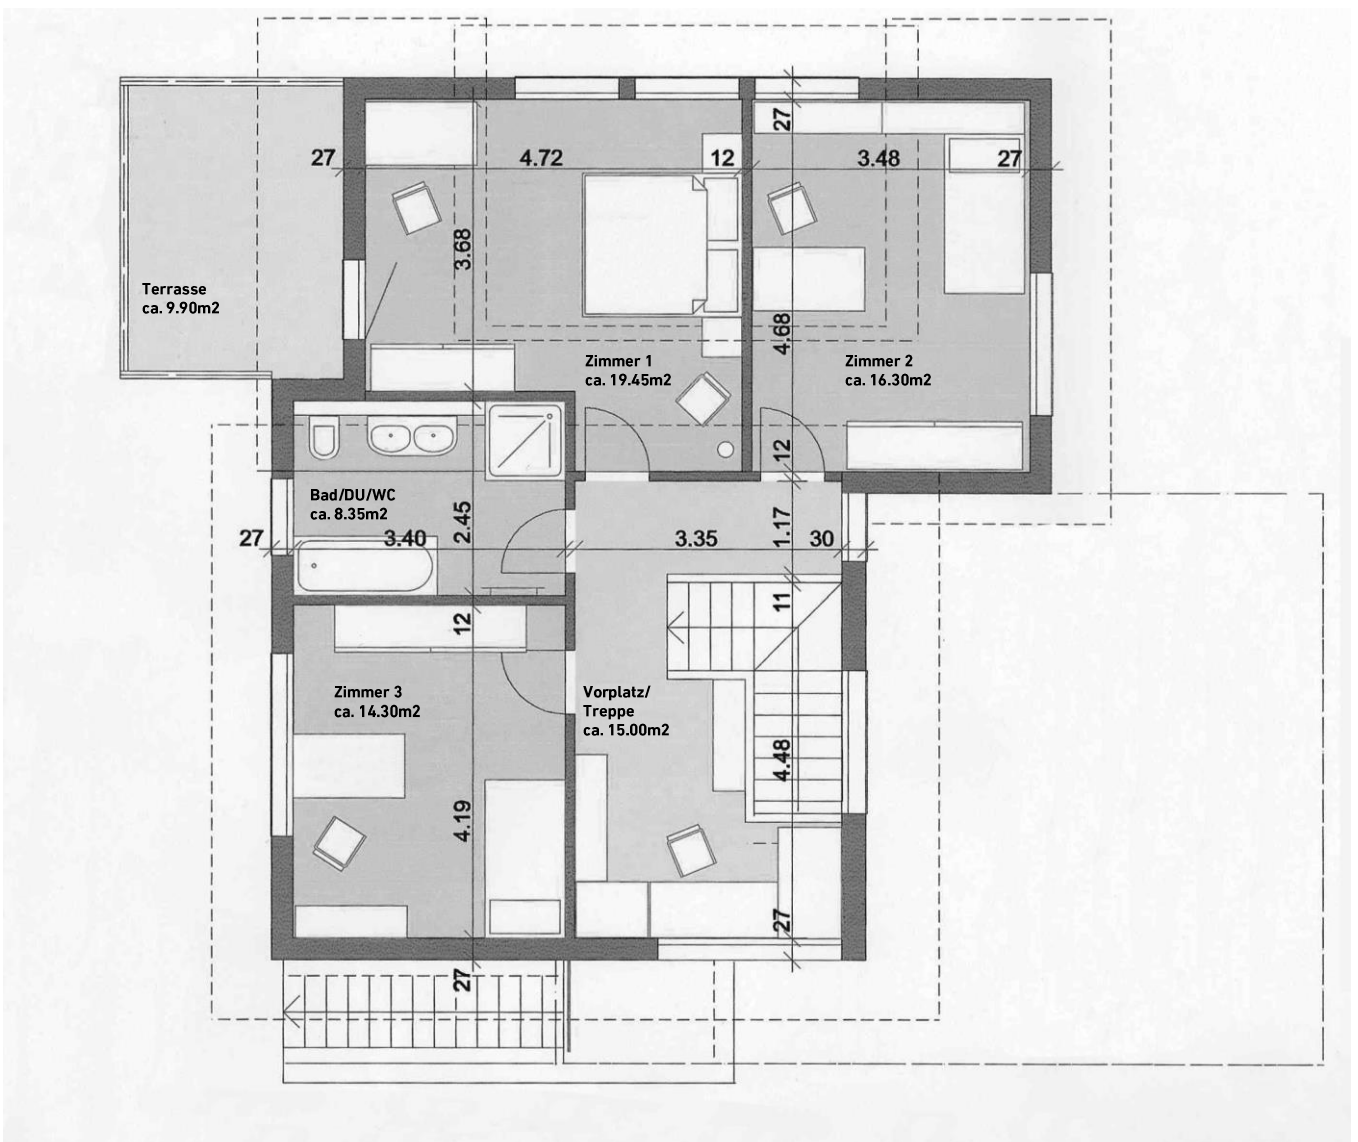 27
27
4.72
12
3.48
27
3.68
Terrasse
ca. 9.90m2
4.68
Zimmer 1
ca. 19.45m2
Zimmer 2
ca. 16.30m2
12
Bad/DU/WC
ca. 8.35m2
2.45
1.17
27
3.40
3.35
30
11
12
Zimmer 3
ca. 14.30m2
Vorplatz/
Treppe
ca. 15.00m2
4.48
4.19
27
27